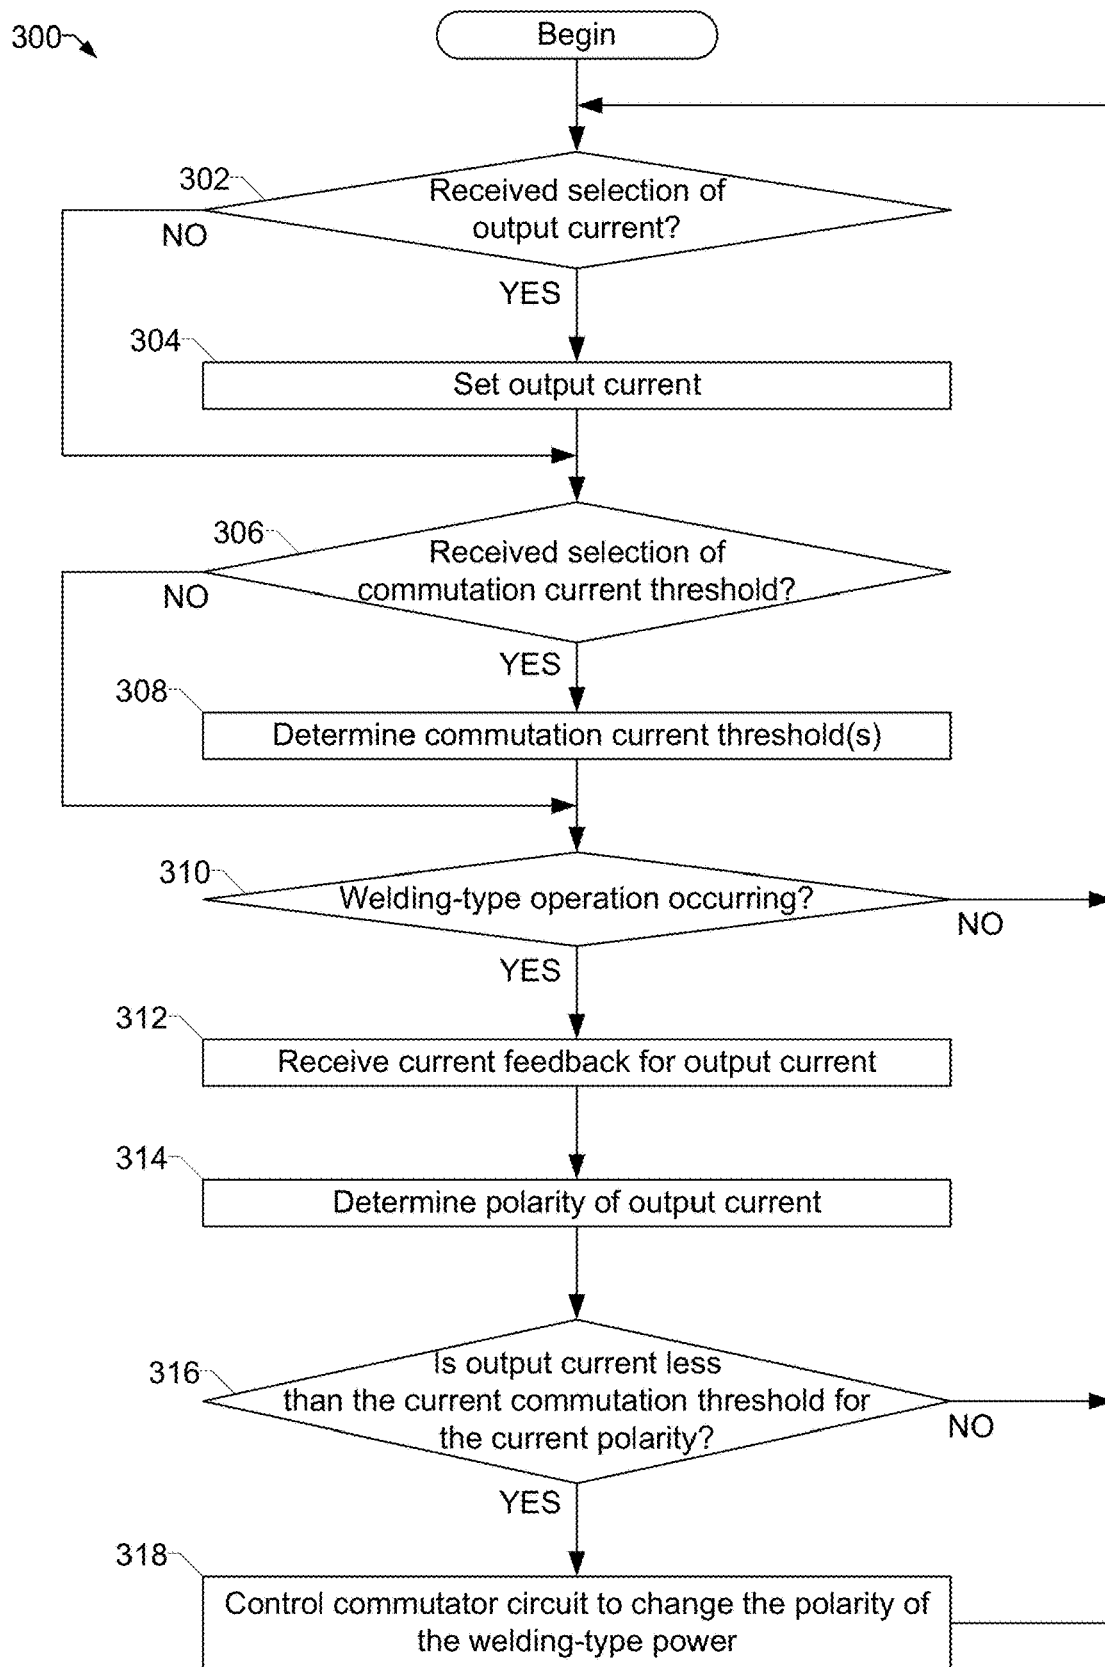 300
Begin
302
Received selection of
output current?
NO
YES
304
Set output current
306
Received selection of
commutation current threshold?
NO
YES
308
Determine commutation current threshold(s)
310
Welding-type operation occurring?
NO
YES
312
Receive current feedback for output current
314
Determine polarity of output current
316
Is output current less
than the current commutation threshold for
the current polarity?
NO
YES
318
Control commutator circuit to change the polarity of
the welding-type power